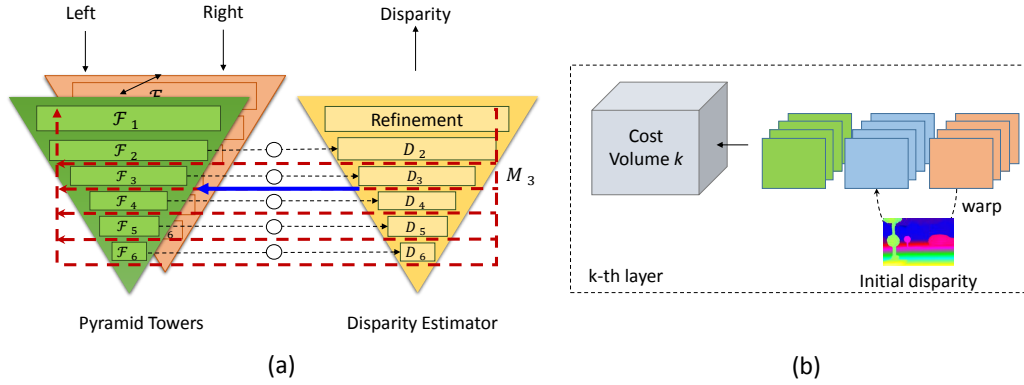 Left
Right
Disparity
ℱ
ℱ 1
Refinement
ℱ 2
D 2
ℱ 3
D 3
M 3
ℱ 4
D 4
ℱ 5
6
D 5
ℱ 6
D 6
Pyramid Towers
Disparity Estimator
(a)
Cost
Volume k
warp
k-th layer
Initial disparity
(b)